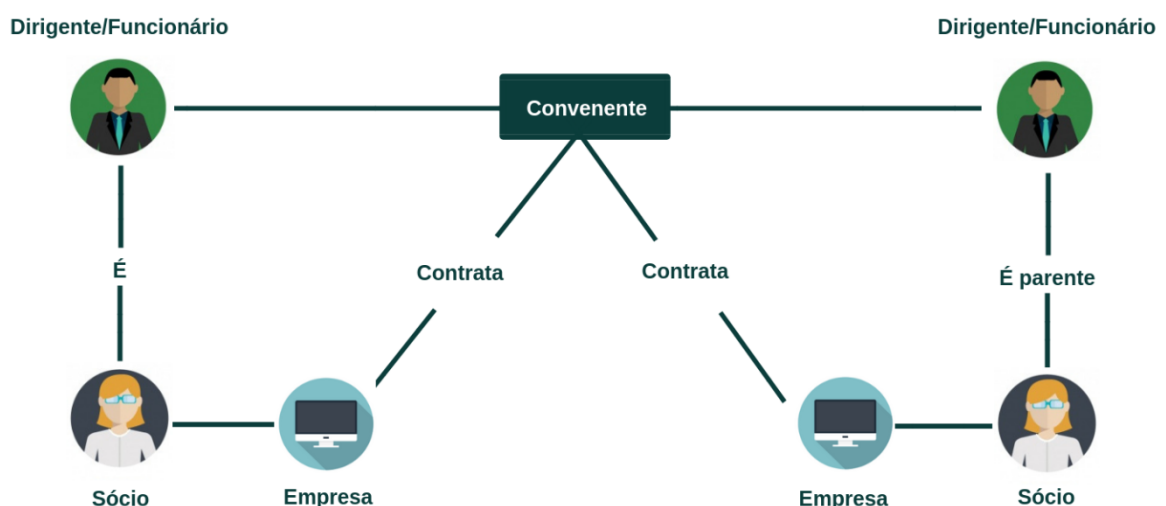 Dirigente/Funcionário
Dirigente/Funcionário
Convenente
É
Contrata
Contrata
É parente
Sócio
Empresa
Empresa
Sócio